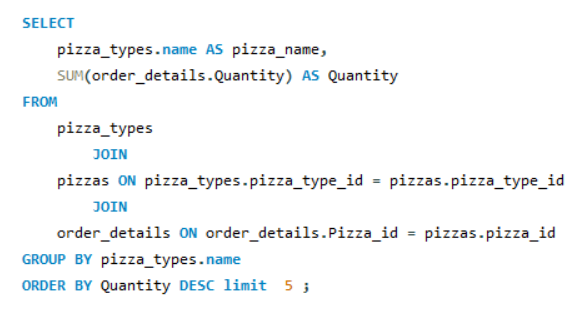 SELECT
pizza_types.name AS pizza_name,
SUM(order_details.Quantity) AS Quantity
FROM
pizza_types
JOIN
pizzas ON pizza_types.pizza_type_id = pizzas.pizza_type_id
JOIN
order_details ON order_details.Pizza_id = pizzas.pizza_id
GROUP BY pizza_types.name
ORDER BY Quantity DESC limit  5 ;